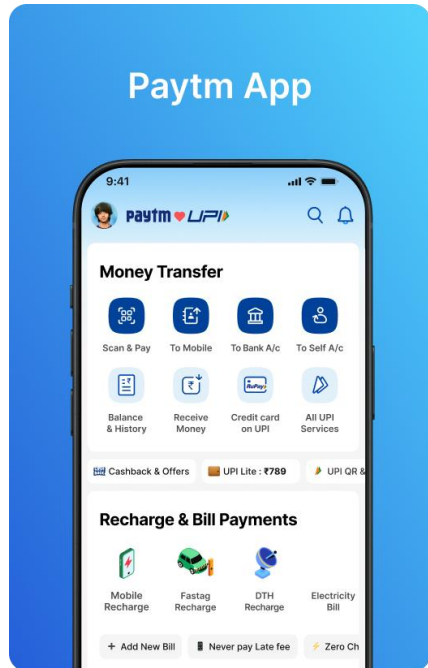 Paytm App
9:41
paytm ❤ UPI
Money Transfer
Scan & Pay
To Mobile
To Bank A/c
To Self A/c
RuPay
Balance
& History
Receive
Money
Credit card
on UPI
All UPI
Services
Cashback & Offers
UPI Lite : ₹789
UPI QR &
Recharge & Bill Payments
Mobile
Recharge
Fastag
Recharge
DTH
Recharge
Electricity
Bill
+ Add New Bill
Never pay Late fee
Zero Ch